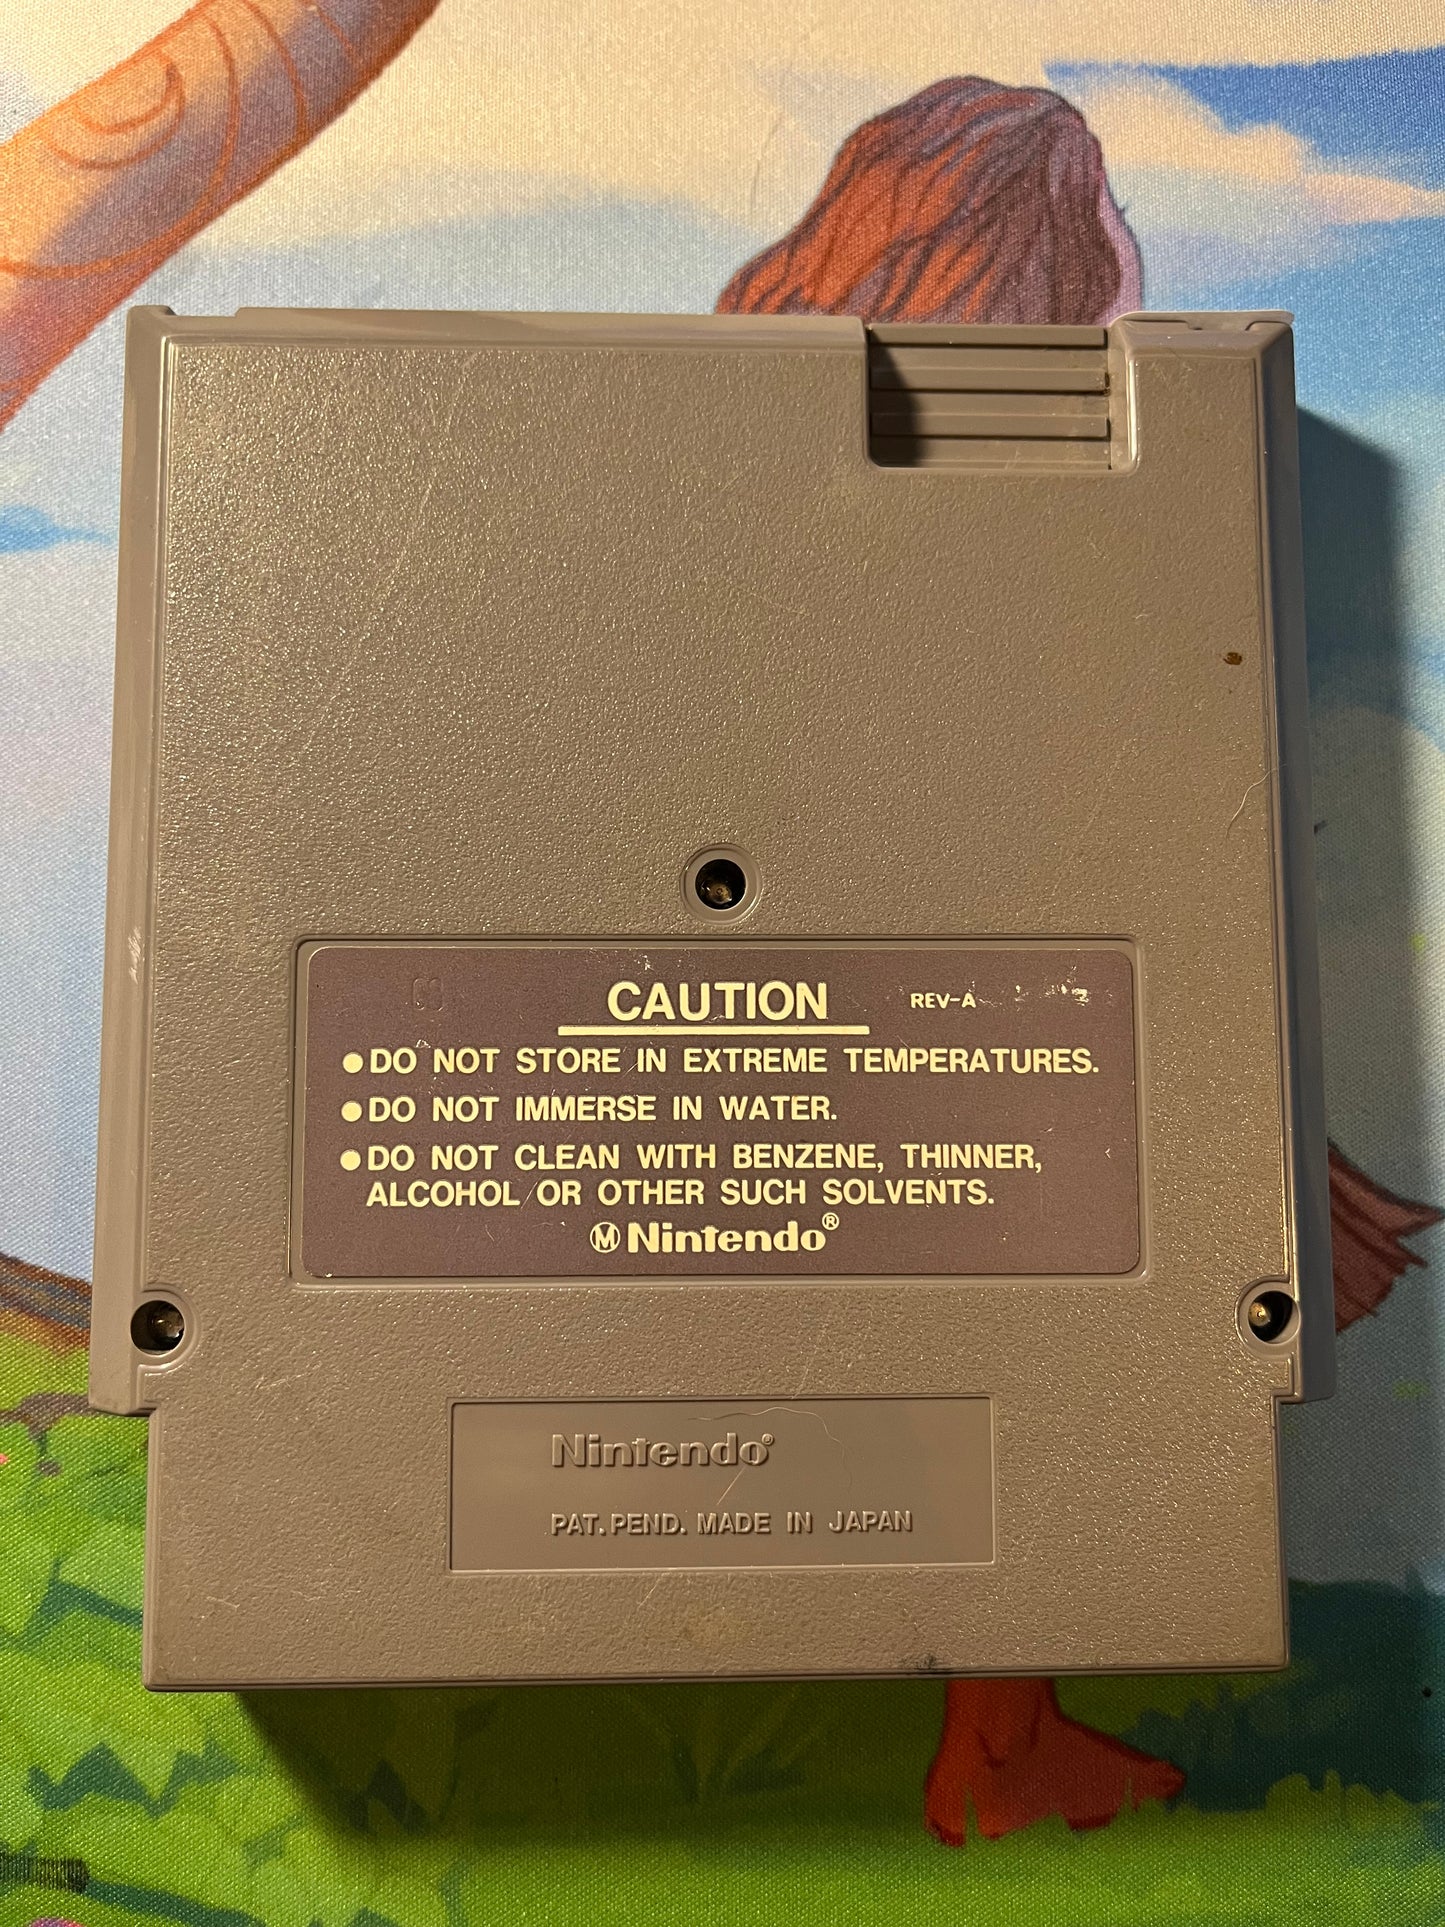 CAUTION REV-A
●DO NOT STORE IN EXTREME TEMPERATURES.
●DO NOT IMMERSE IN WATER.
●DO NOT CLEAN WITH BENZENE, THINNER,
ALCOHOL OR OTHER SUCH SOLVENTS.
Ⓜ Nintendo®
Nintendo®
PAT. PEND. MADE IN JAPAN